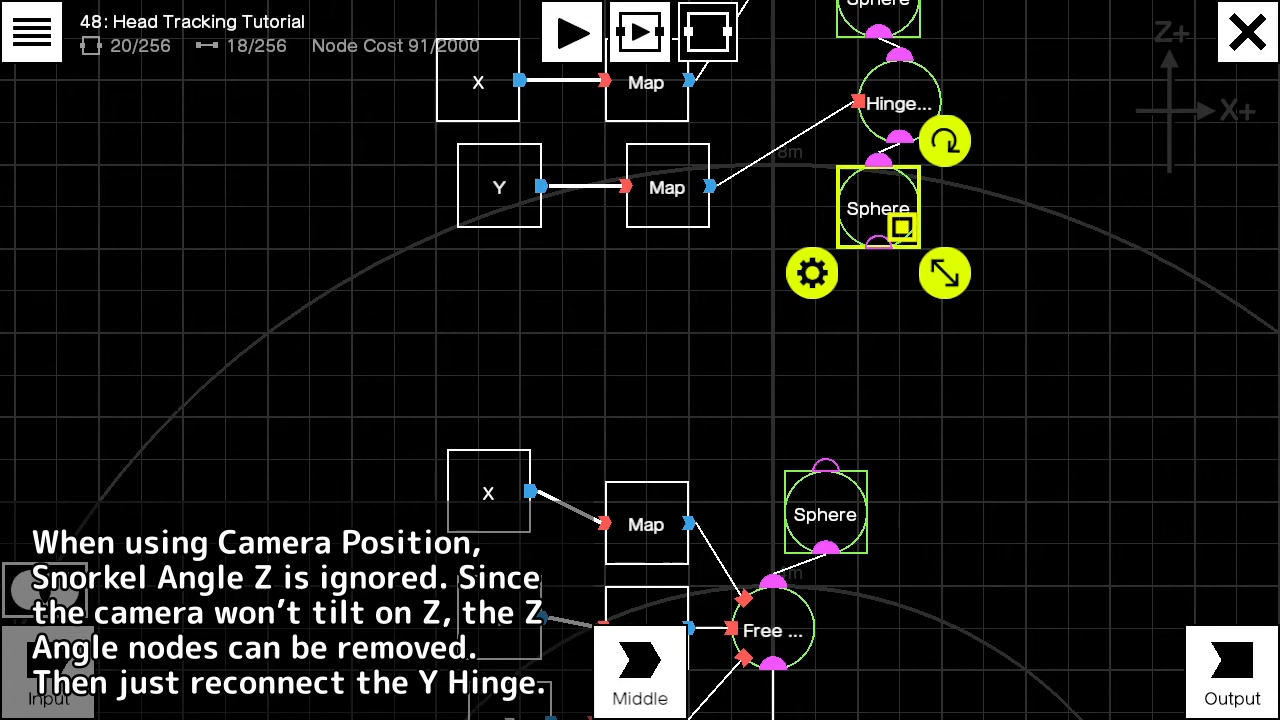 48: Head Tracking Tutorial
20/256 18/256 Node Cost 91/2000
Sphere
Z+
X+
X
Map
Hinge...
8m
Y
Map
Sphere
X
Map
Sphere
When using Camera Position,
Snorkel Angle Z is ignored. Since
the camera won't tilt on Z, the Z
Angle nodes can be removed.
Then just reconnect the Y Hinge.
Free ...
Input
Middle
Output